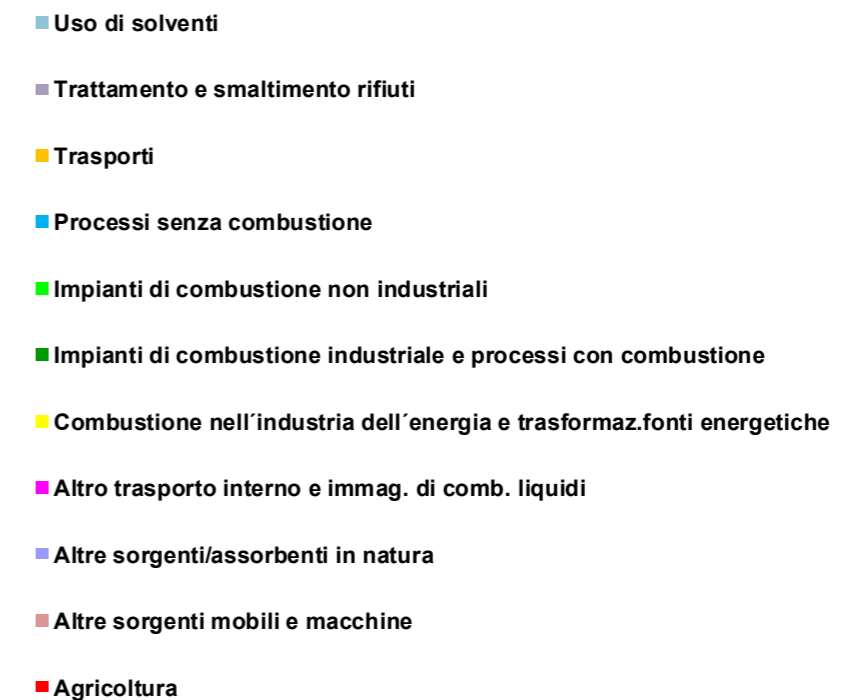 Uso di solventi
Trattamento e smaltimento rifiuti
Trasporti
Processi senza combustione
Impianti di combustione non industriali
Impianti di combustione industriale e processi con combustione
Combustione nell´industria dell´energia e trasformaz.fonti energetiche
Altro trasporto interno e immag. di comb. liquidi
Altre sorgenti/assorbenti in natura
Altre sorgenti mobili e macchine
Agricoltura